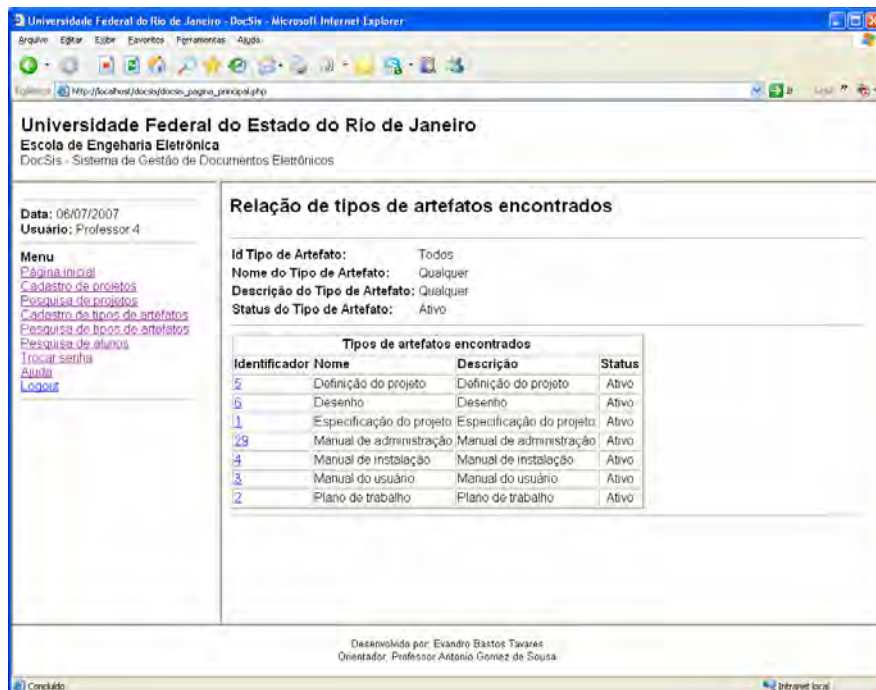 Universidade Federal do Rio de Janeiro - DocSis - Microsoft Internet Explorer
Arquivo Editar Exibir Favoritos Ferramentas Ajuda
Endereço http://localhost/docsis/docsis_pagina_principal.php Ir
Universidade Federal do Estado do Rio de Janeiro
Escola de Engeharia Eletrônica
DocSis - Sistema de Gestão de Documentos Eletrônicos
Data: 06/07/2007
Usuário: Professor 4
Menu
Página inicial
Cadastro de projetos
Pesquisa de projetos
Cadastro de tipos de artefatos
Pesquisa de tipos de artefatos
Pesquisa de alunos
Trocar senha
Ajuda
Logout
Relação de tipos de artefatos encontrados
Id Tipo de Artefato: Todos
Nome do Tipo de Artefato: Qualquer
Descrição do Tipo de Artefato: Qualquer
Status do Tipo de Artefato: Ativo
Tipos de artefatos encontrados
Identificador Nome Descrição Status
5 Definição do projeto Definição do projeto Ativo
6 Desenho Desenho Ativo
1 Especificação do projeto Especificação do projeto Ativo
29 Manual de administração Manual de administração Ativo
4 Manual de instalação Manual de instalação Ativo
3 Manual do usuário Manual do usuário Ativo
2 Plano de trabalho Plano de trabalho Ativo
Desenvolvido por: Evandro Bastos Tavares
Orientador: Professor Antonio Gomez de Sousa
Concluído Intranet local